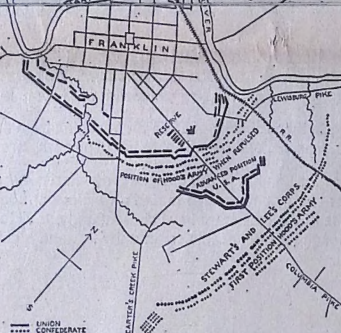 RIVER
FRANKLIN
LEWISBURG PIKE
R.R.
RESERVE
POSITION OF HOOD'S ARMY WHEN REPULSED
ADVANCED POSITION
U.S.A.
STEWART'S AND LEE'S CORPS
FIRST POSITION HOOD'S ARMY
COLUMBIA PIKE
CARTER'S CREEK PIKE
N
S
UNION
CONFEDERATE